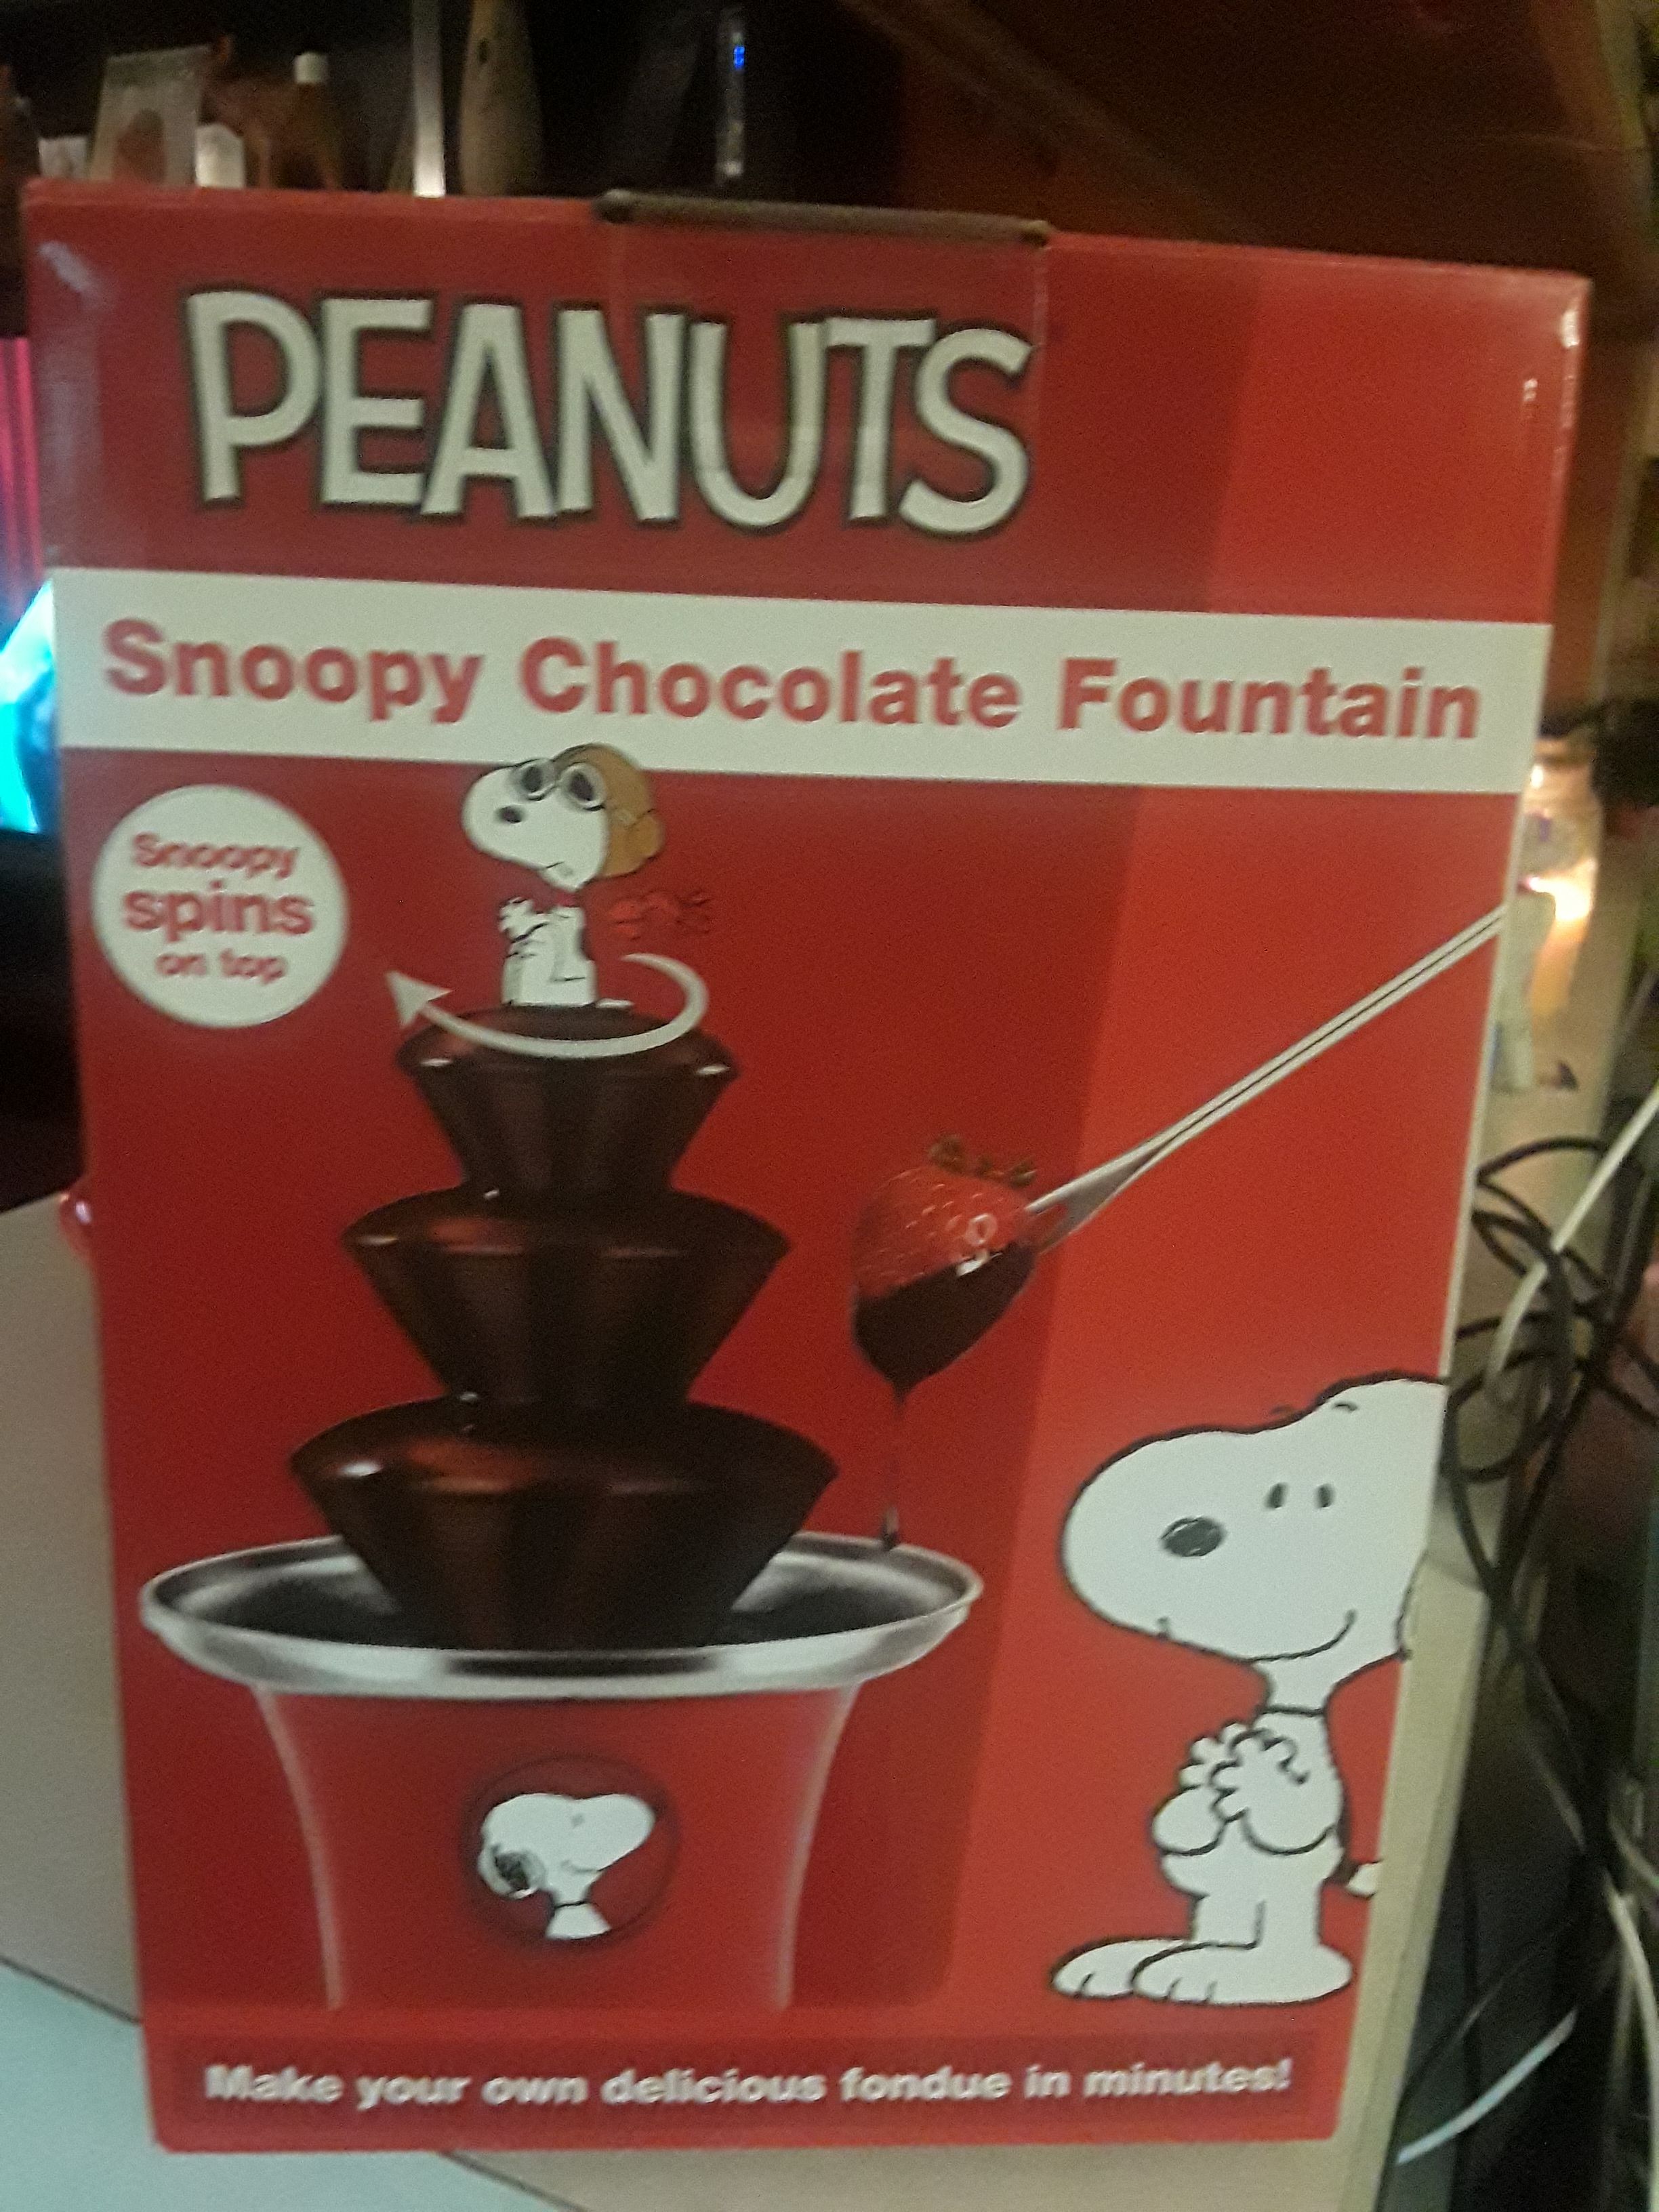 PEANUTS
Snoopy Chocolate Fountain
Snoopy
spins
on top
Make your own delicious fondue in minutes!